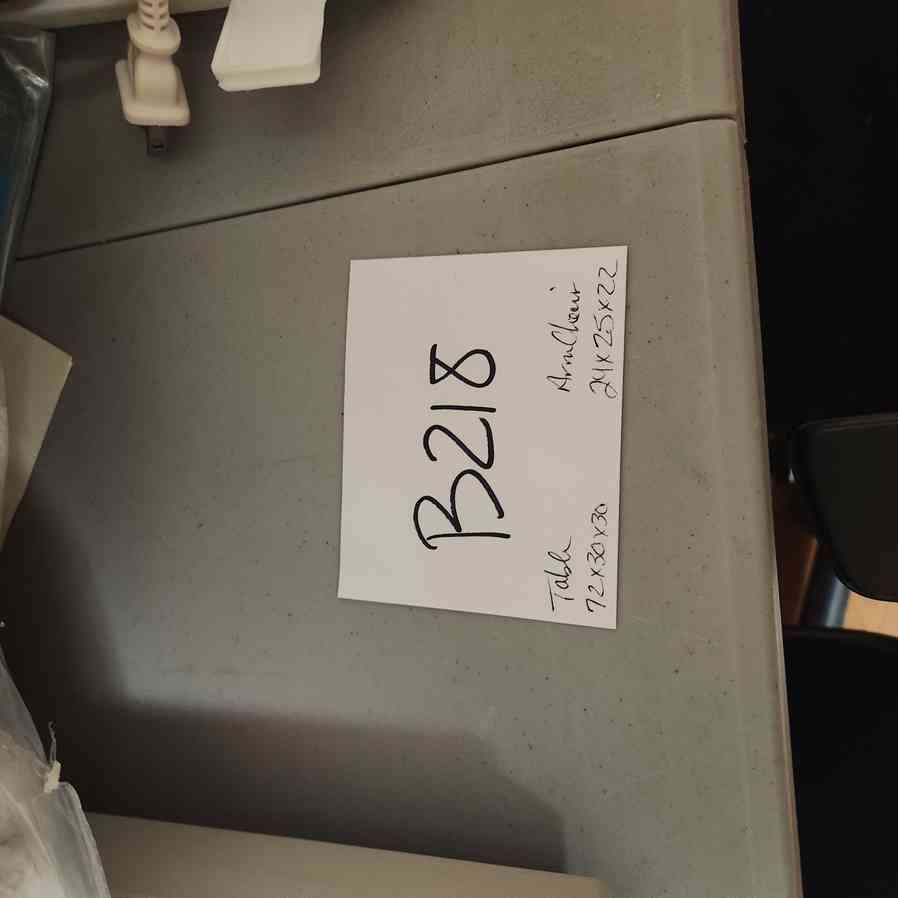 B218
Table
72x30x30
ArmChair
24x25x22